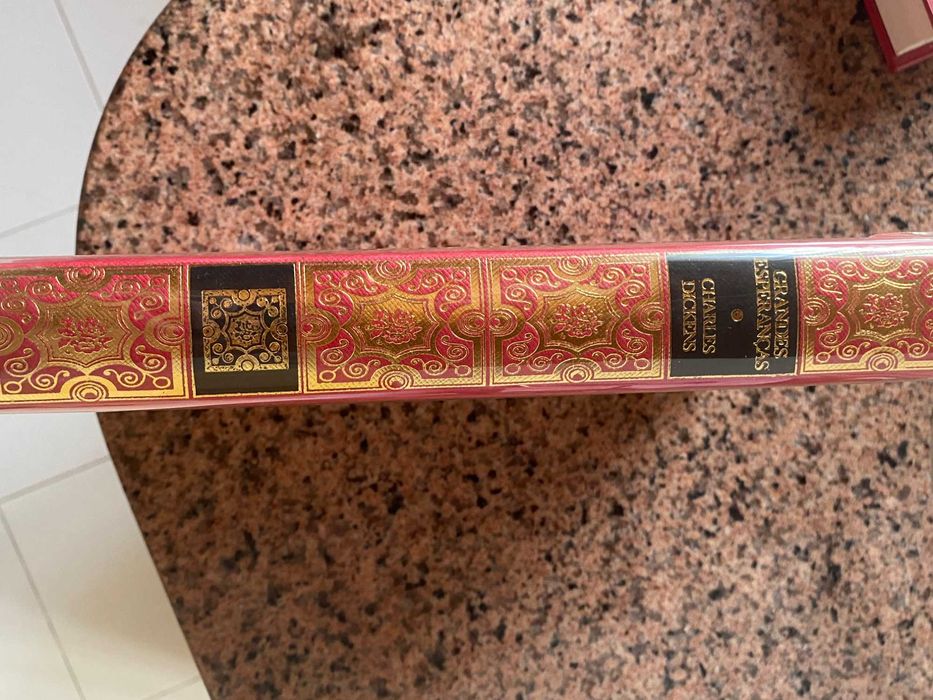 GRANDES
ESPERANÇAS
CHARLES
DICKENS